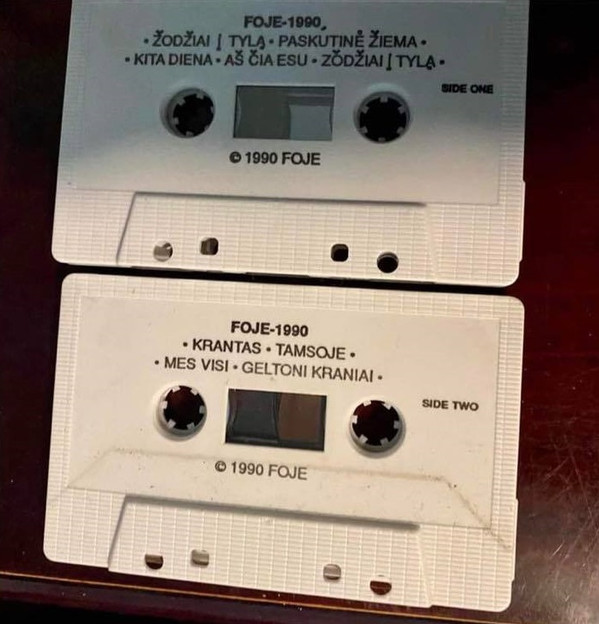 FOJE-1990
• ŽODŽIAI Į TYLĄ • PASKUTINĖ ŽIEMA •
• KITA DIENA • AŠ ČIA ESU • ŽODŽIAI Į TYLĄ •
SIDE ONE
© 1990 FOJE
FOJE-1990
• KRANTAS • TAMSOJE •
• MES VISI • GELTONI KRANIAI •
SIDE TWO
© 1990 FOJE